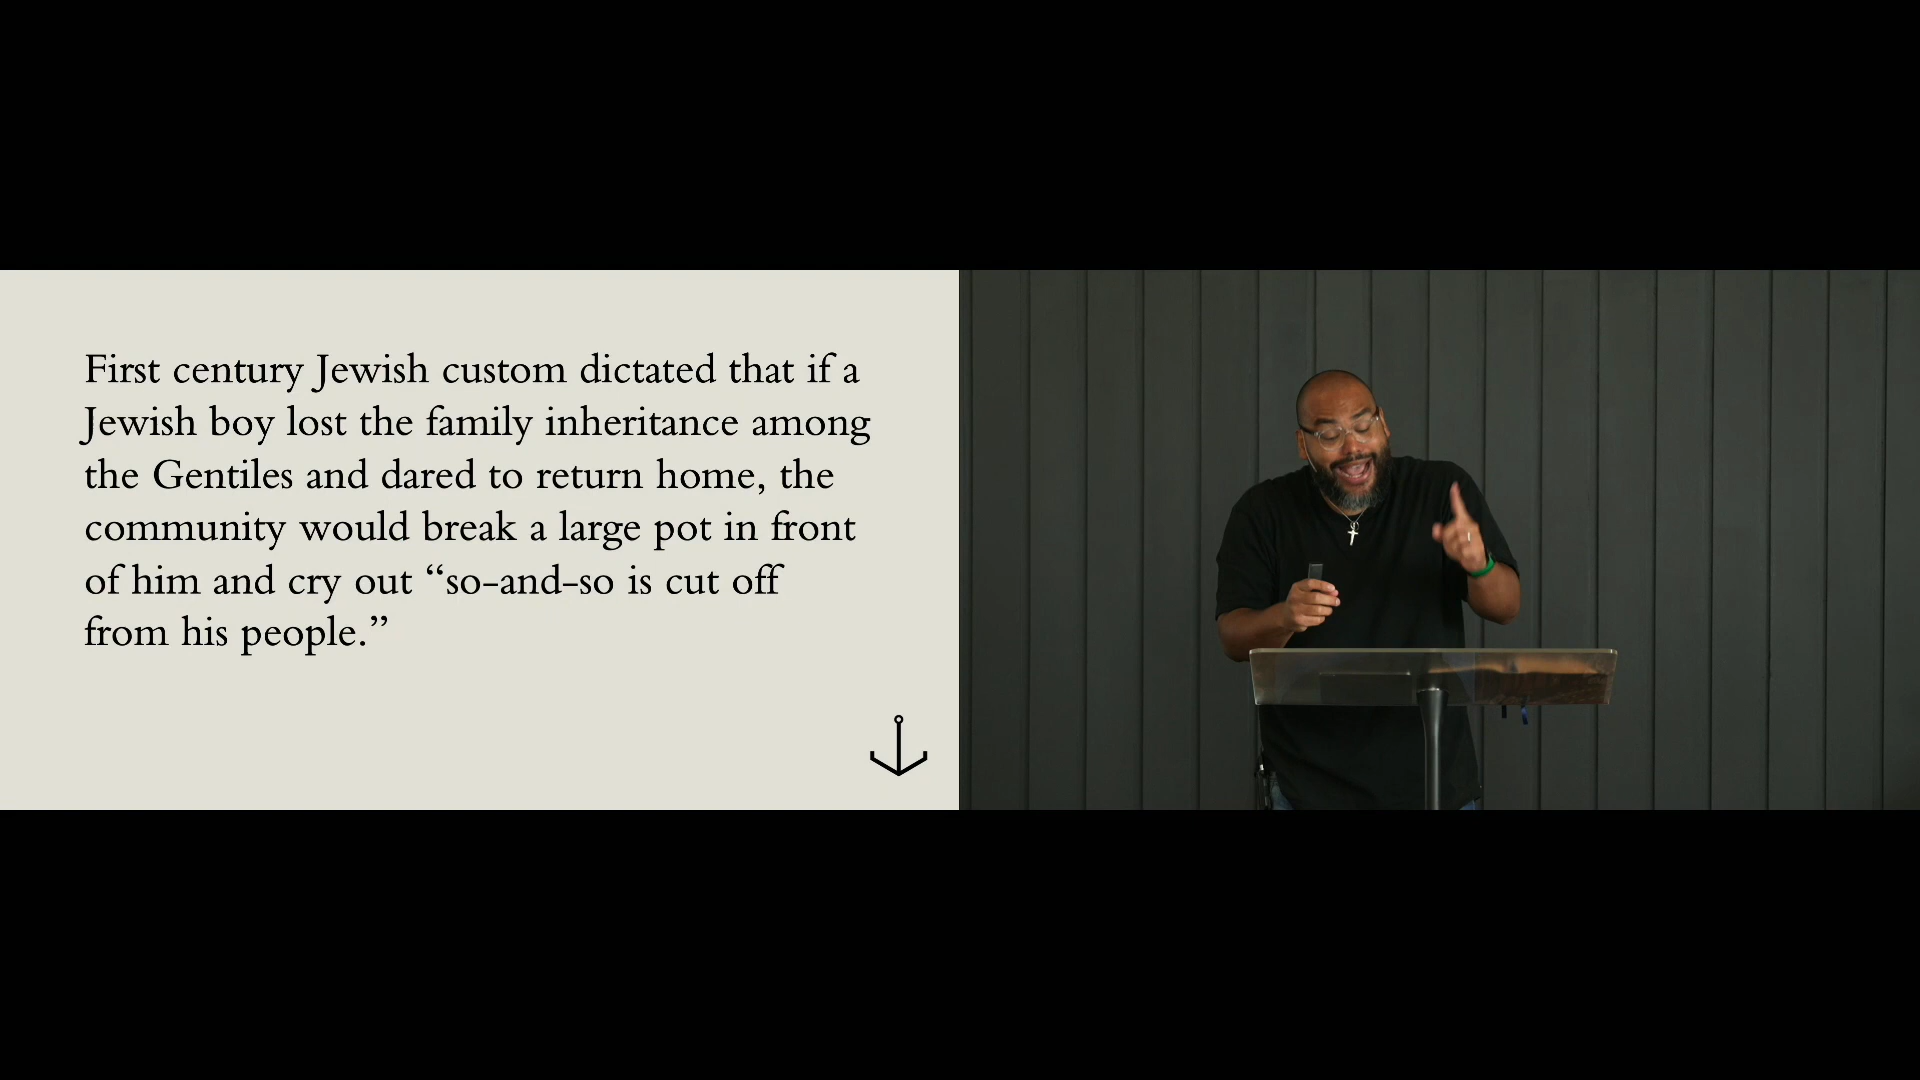 First century Jewish custom dictated that if a
Jewish boy lost the family inheritance among
the Gentiles and dared to return home, the
community would break a large pot in front
of him and cry out “so-and-so is cut off
from his people.”